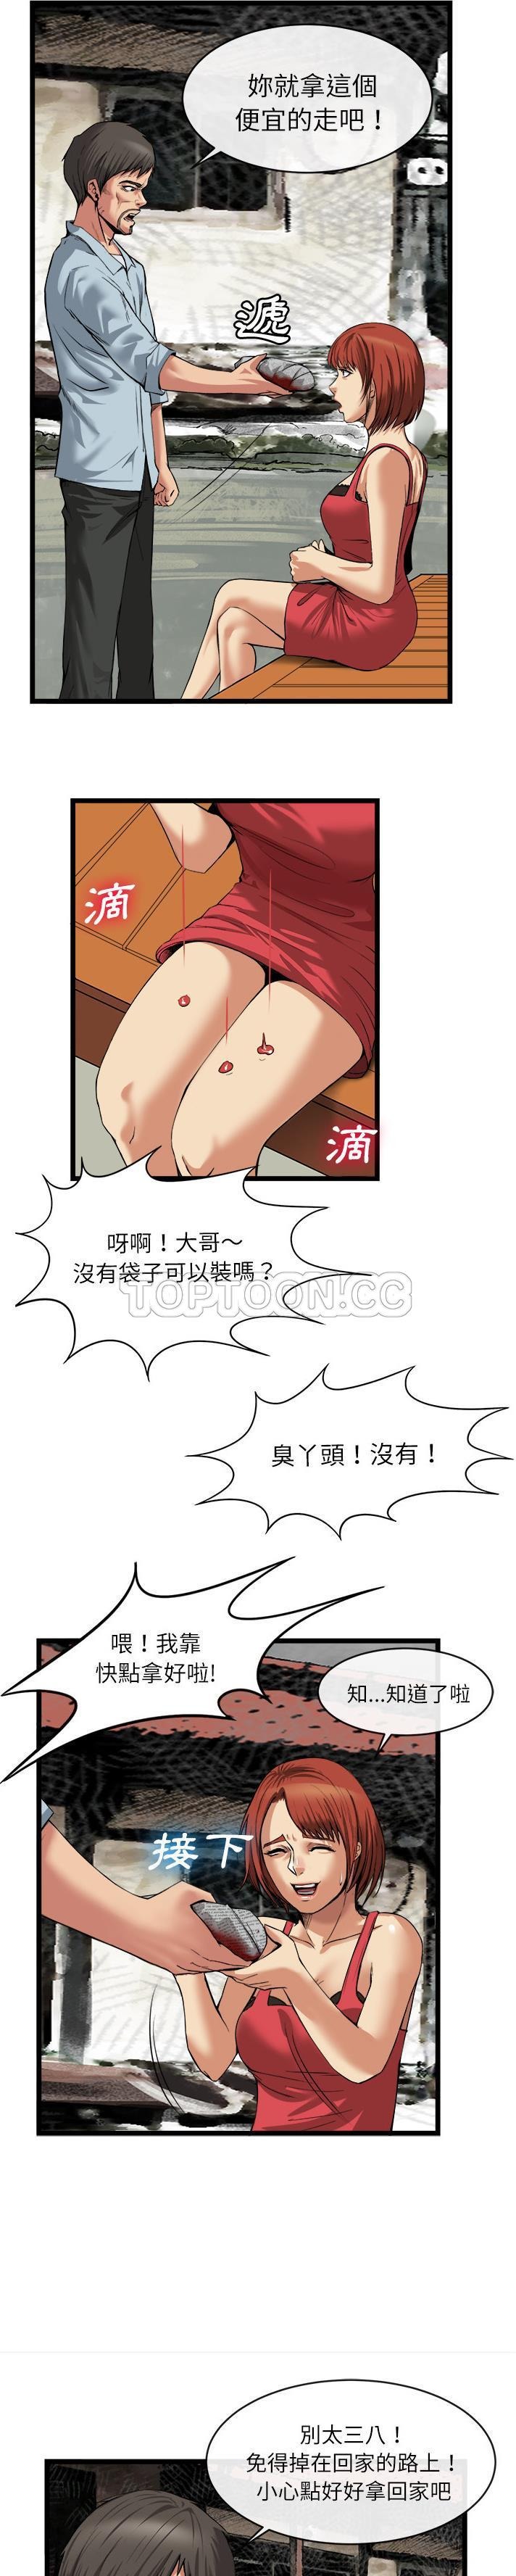 妳就拿這個
便宜的走吧！
遞
滴
滴
呀啊！大哥～
沒有袋子可以裝嗎？
TOPTOON.CC
臭丫頭！沒有！
喂！我靠
快點拿好啦!
知...知道了啦
接下
別太三八！
免得掉在回家的路上！
小心點好好拿回家吧